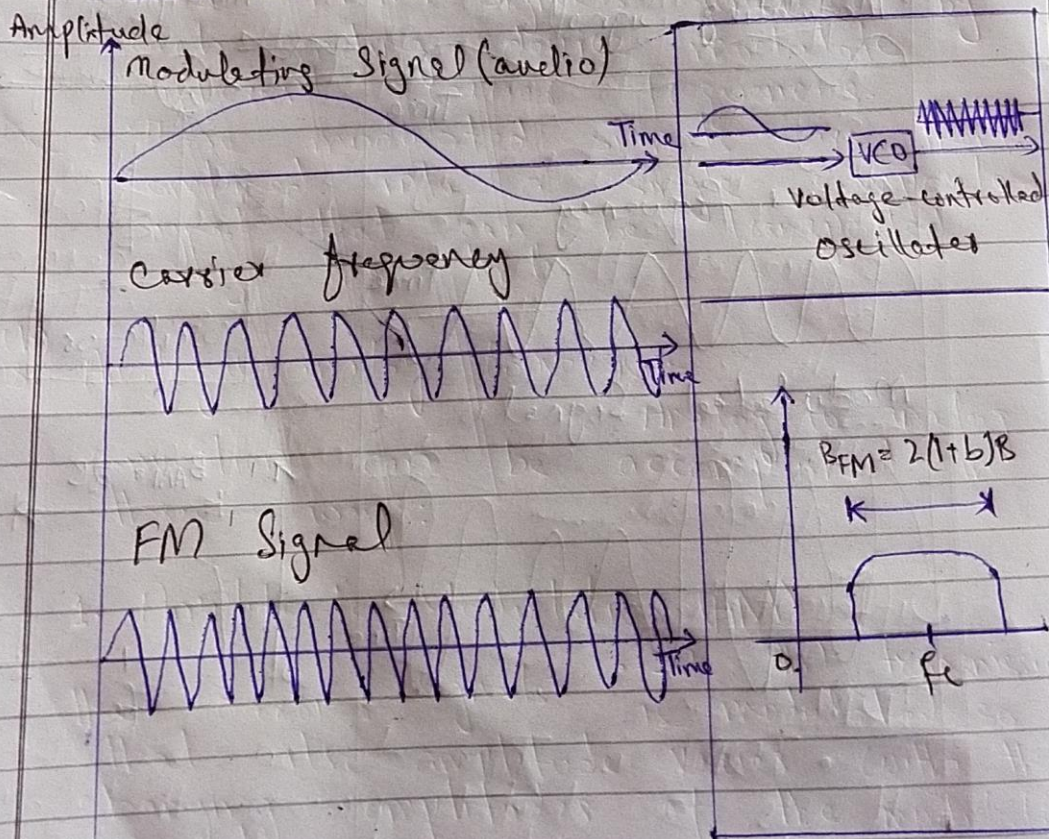 Amplitude
Modulating Signal (audio)
Time
VCO
Voltage-controlled
oscillator
Carrier frequency
Time
BFM = 2(1+b)B
FM Signal
Time
0
fc